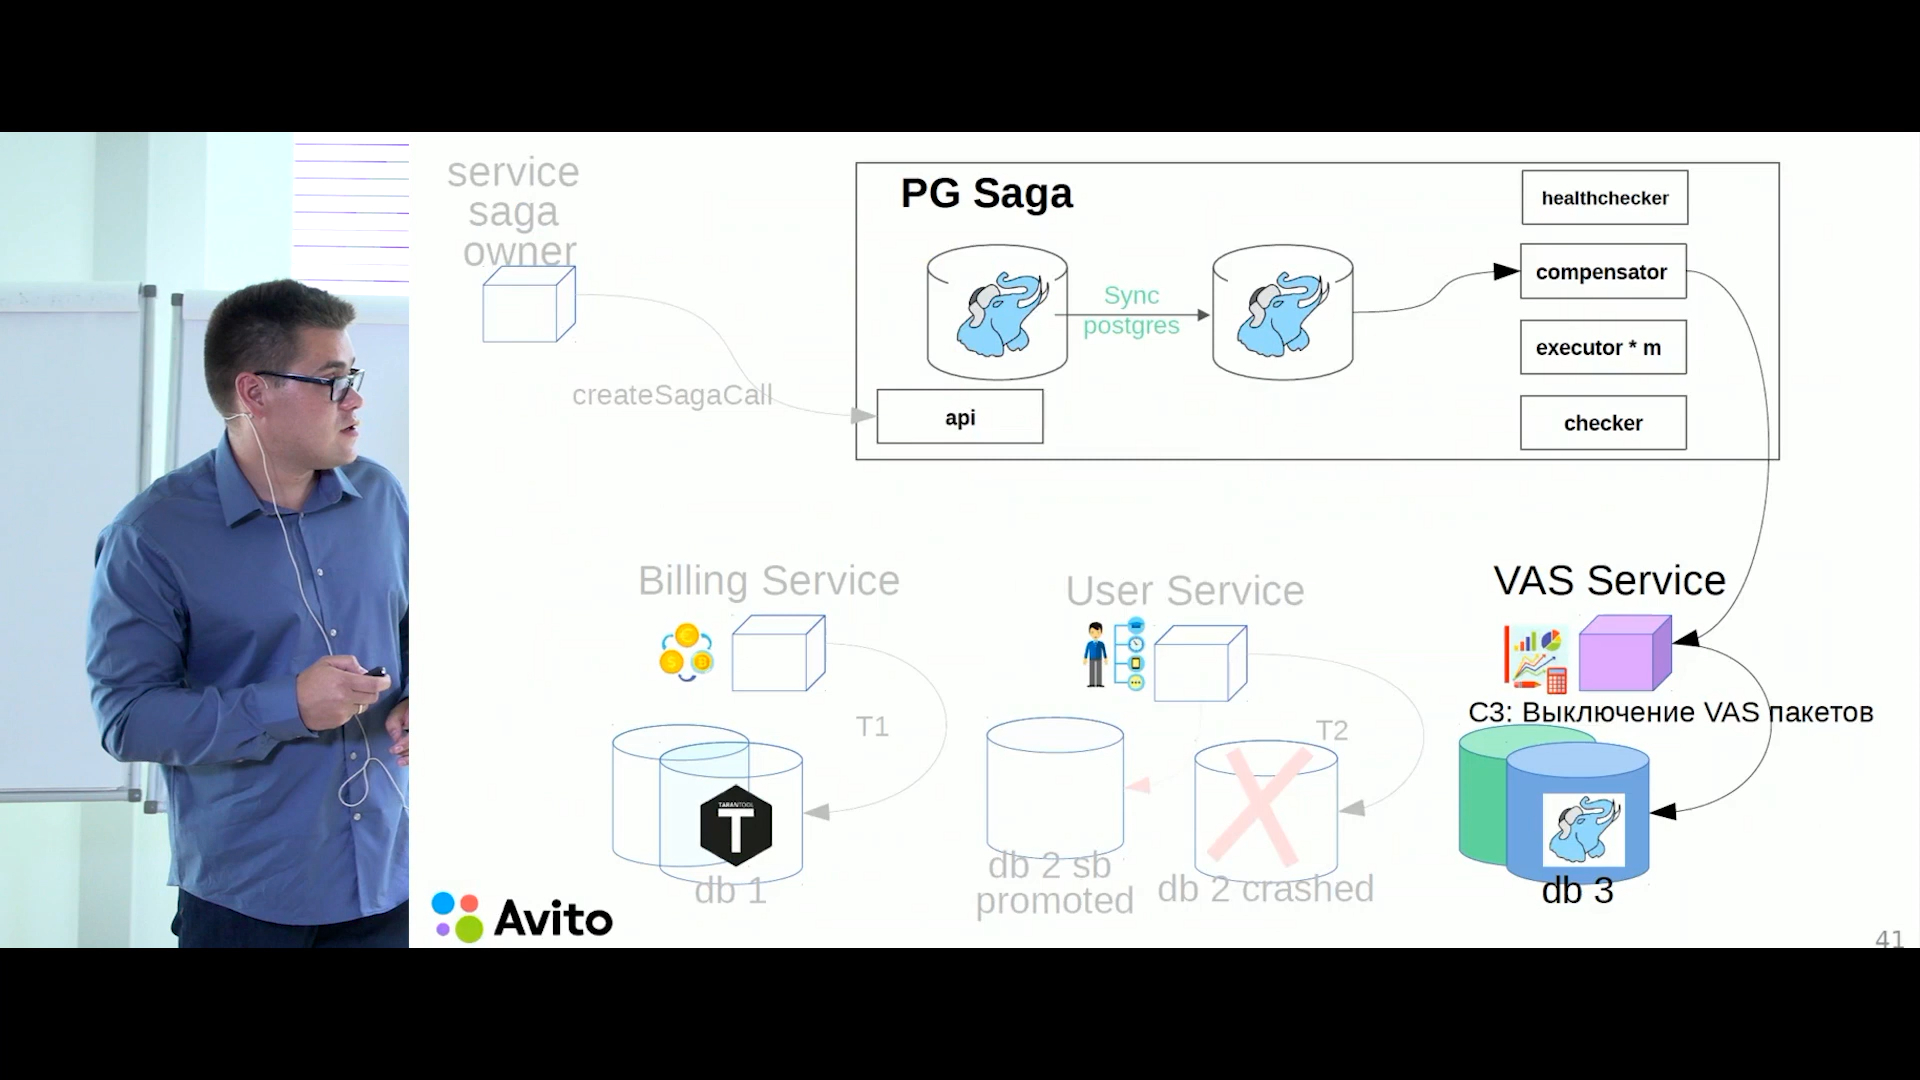 service
saga
owner
createSagaCall
PG Saga
Sync
postgres
api
healthchecker
compensator
executor * m
checker
Billing Service
T1
TARANTOOL
T
db 1
User Service
T2
db 2 sb
promoted
db 2 crashed
VAS Service
C3: Выключение VAS пакетов
db 3
Avito
41